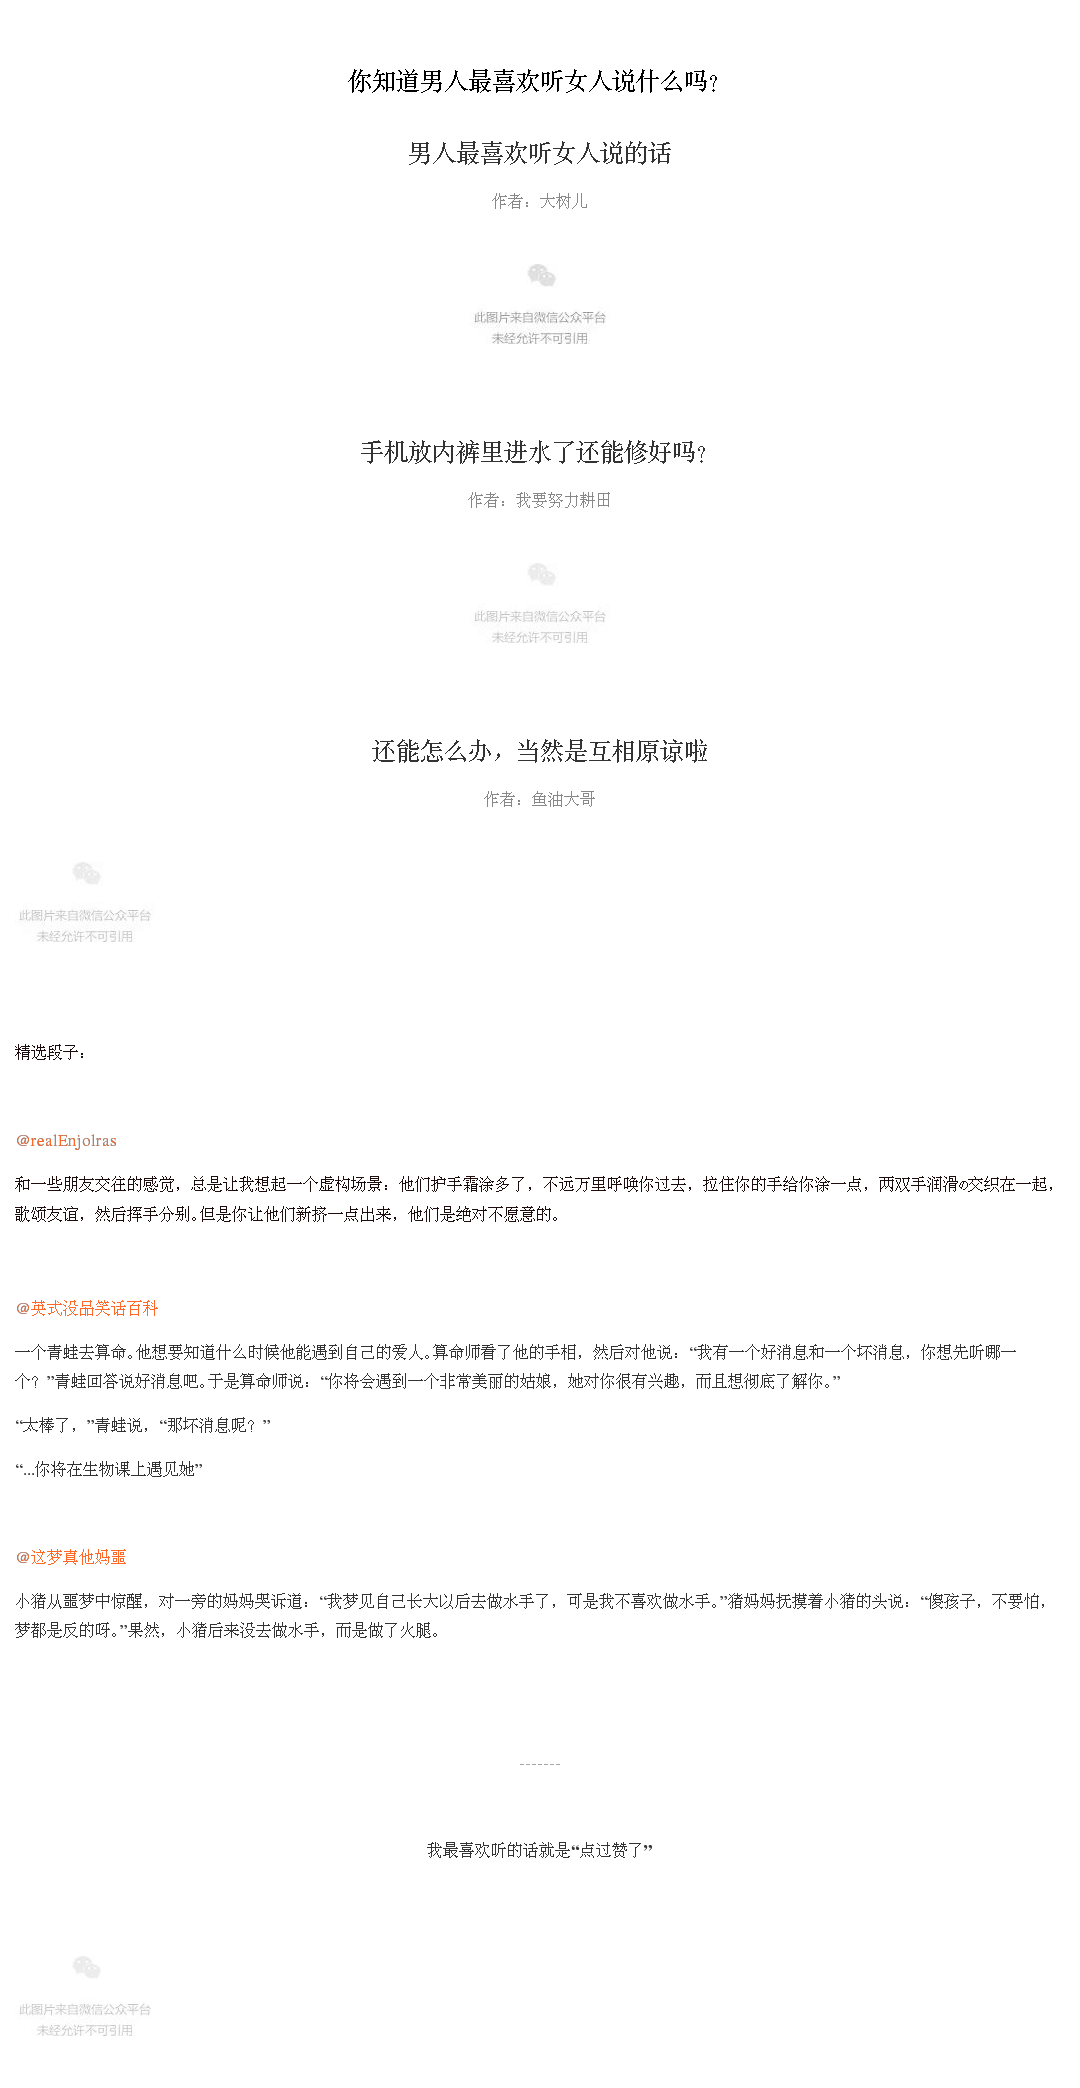 你知道男人最喜欢听女人说什么吗?
男人最喜欢听女人说的话
作者：大树儿
此图片来自微信公众平台
未经允许不可引用
手机放内裤里进水了还能修好吗?
作者：我要努力耕田
此图片来自微信公众平台
未经允许不可引用
还能怎么办，当然是互相原谅啦
作者：鱼油大哥
此图片来自微信公众平台
未经允许不可引用
精选段子：
@realEnjolras
和一些朋友交往的感觉，总是让我想起一个虚构场景：他们护手霜涂多了，不远万里呼唤你过去，拉住你的手给你涂一点，两双手润滑の交织在一起，
歌颂友谊，然后挥手分别。但是你让他们新挤一点出来，他们是绝对不愿意的。
@英式没品笑话百科
一个青蛙去算命。他想要知道什么时候他能遇到自己的爱人。算命师看了他的手相，然后对他说：“我有一个好消息和一个坏消息，你想先听哪一
个？”青蛙回答说好消息吧。于是算命师说：“你将会遇到一个非常美丽的姑娘，她对你很有兴趣，而且想彻底了解你。”
“太棒了，”青蛙说，“那坏消息呢？”
“...你将在生物课上遇见她”
@这梦真他妈噩
小猪从噩梦中惊醒，对一旁的妈妈哭诉道：“我梦见自己长大以后去做水手了，可是我不喜欢做水手。”猪妈妈抚摸着小猪的头说：“傻孩子，不要怕，
梦都是反的呀。”果然，小猪后来没去做水手，而是做了火腿。
-------
我最喜欢听的话就是“点过赞了”
此图片来自微信公众平台
未经允许不可引用